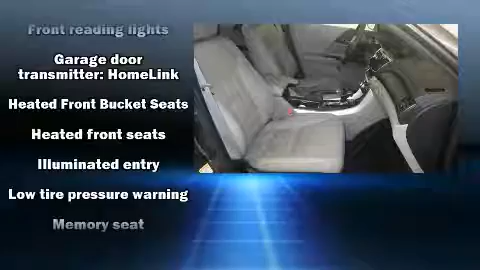 Front reading lights
Garage door
transmitter: HomeLink
Heated Front Bucket Seats
Heated front seats
Illuminated entry
Low tire pressure warning
Memory seat